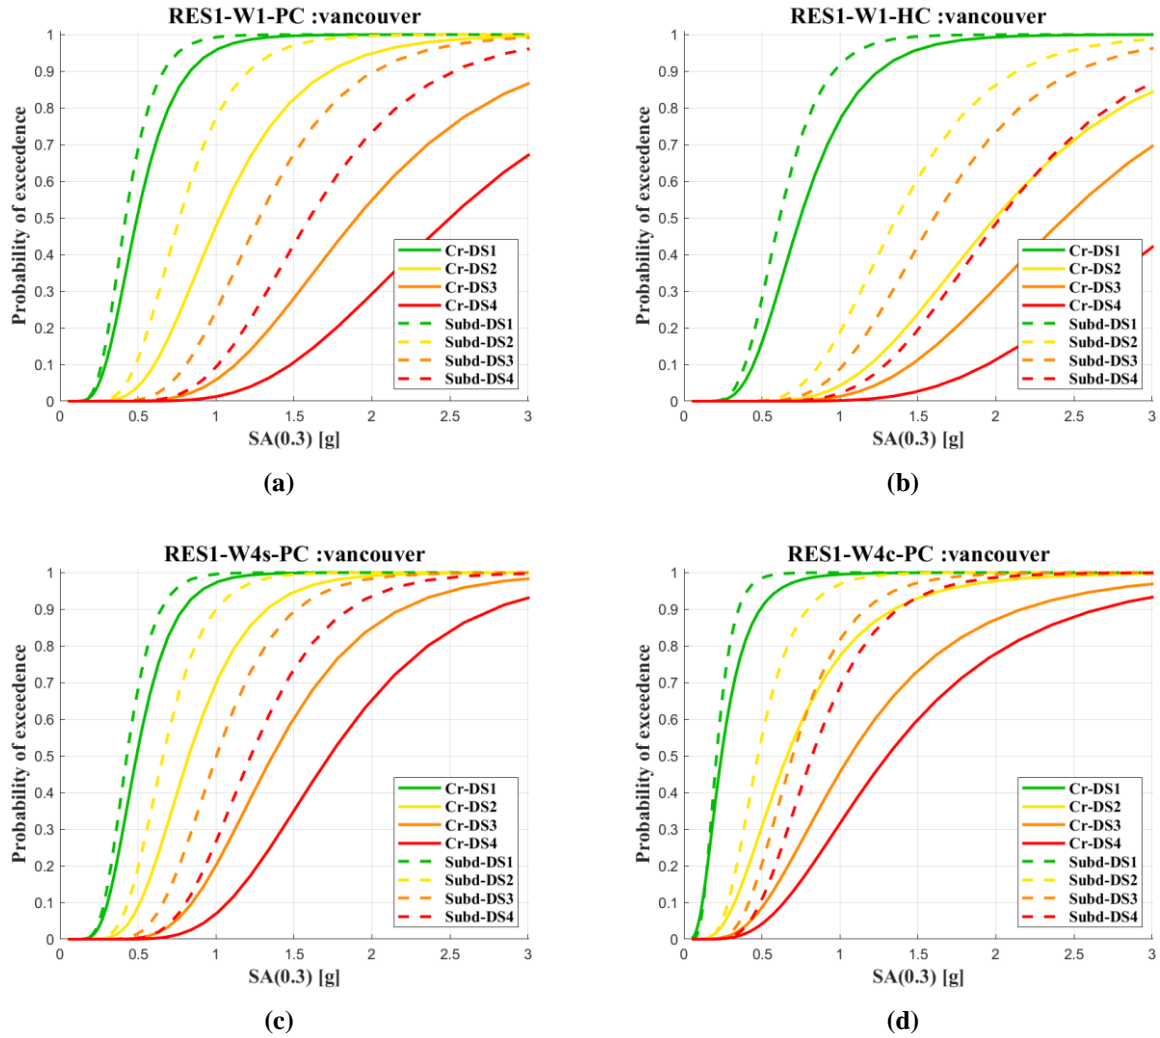 RES1-W1-PC :vancouver
Probability of exceedence
1
0.9
0.8
0.7
0.6
0.5
0.4
0.3
0.2
0.1
0
0 0.5 1 1.5 2 2.5 3
SA(0.3) [g]
Cr-DS1
Cr-DS2
Cr-DS3
Cr-DS4
Subd-DS1
Subd-DS2
Subd-DS3
Subd-DS4
(a)
RES1-W1-HC :vancouver
Probability of exceedence
1
0.9
0.8
0.7
0.6
0.5
0.4
0.3
0.2
0.1
0
0 0.5 1 1.5 2 2.5 3
SA(0.3) [g]
Cr-DS1
Cr-DS2
Cr-DS3
Cr-DS4
Subd-DS1
Subd-DS2
Subd-DS3
Subd-DS4
(b)
RES1-W4s-PC :vancouver
Probability of exceedence
1
0.9
0.8
0.7
0.6
0.5
0.4
0.3
0.2
0.1
0
0 0.5 1 1.5 2 2.5 3
SA(0.3) [g]
Cr-DS1
Cr-DS2
Cr-DS3
Cr-DS4
Subd-DS1
Subd-DS2
Subd-DS3
Subd-DS4
(c)
RES1-W4c-PC :vancouver
Probability of exceedence
1
0.9
0.8
0.7
0.6
0.5
0.4
0.3
0.2
0.1
0
0 0.5 1 1.5 2 2.5 3
SA(0.3) [g]
Cr-DS1
Cr-DS2
Cr-DS3
Cr-DS4
Subd-DS1
Subd-DS2
Subd-DS3
Subd-DS4
(d)